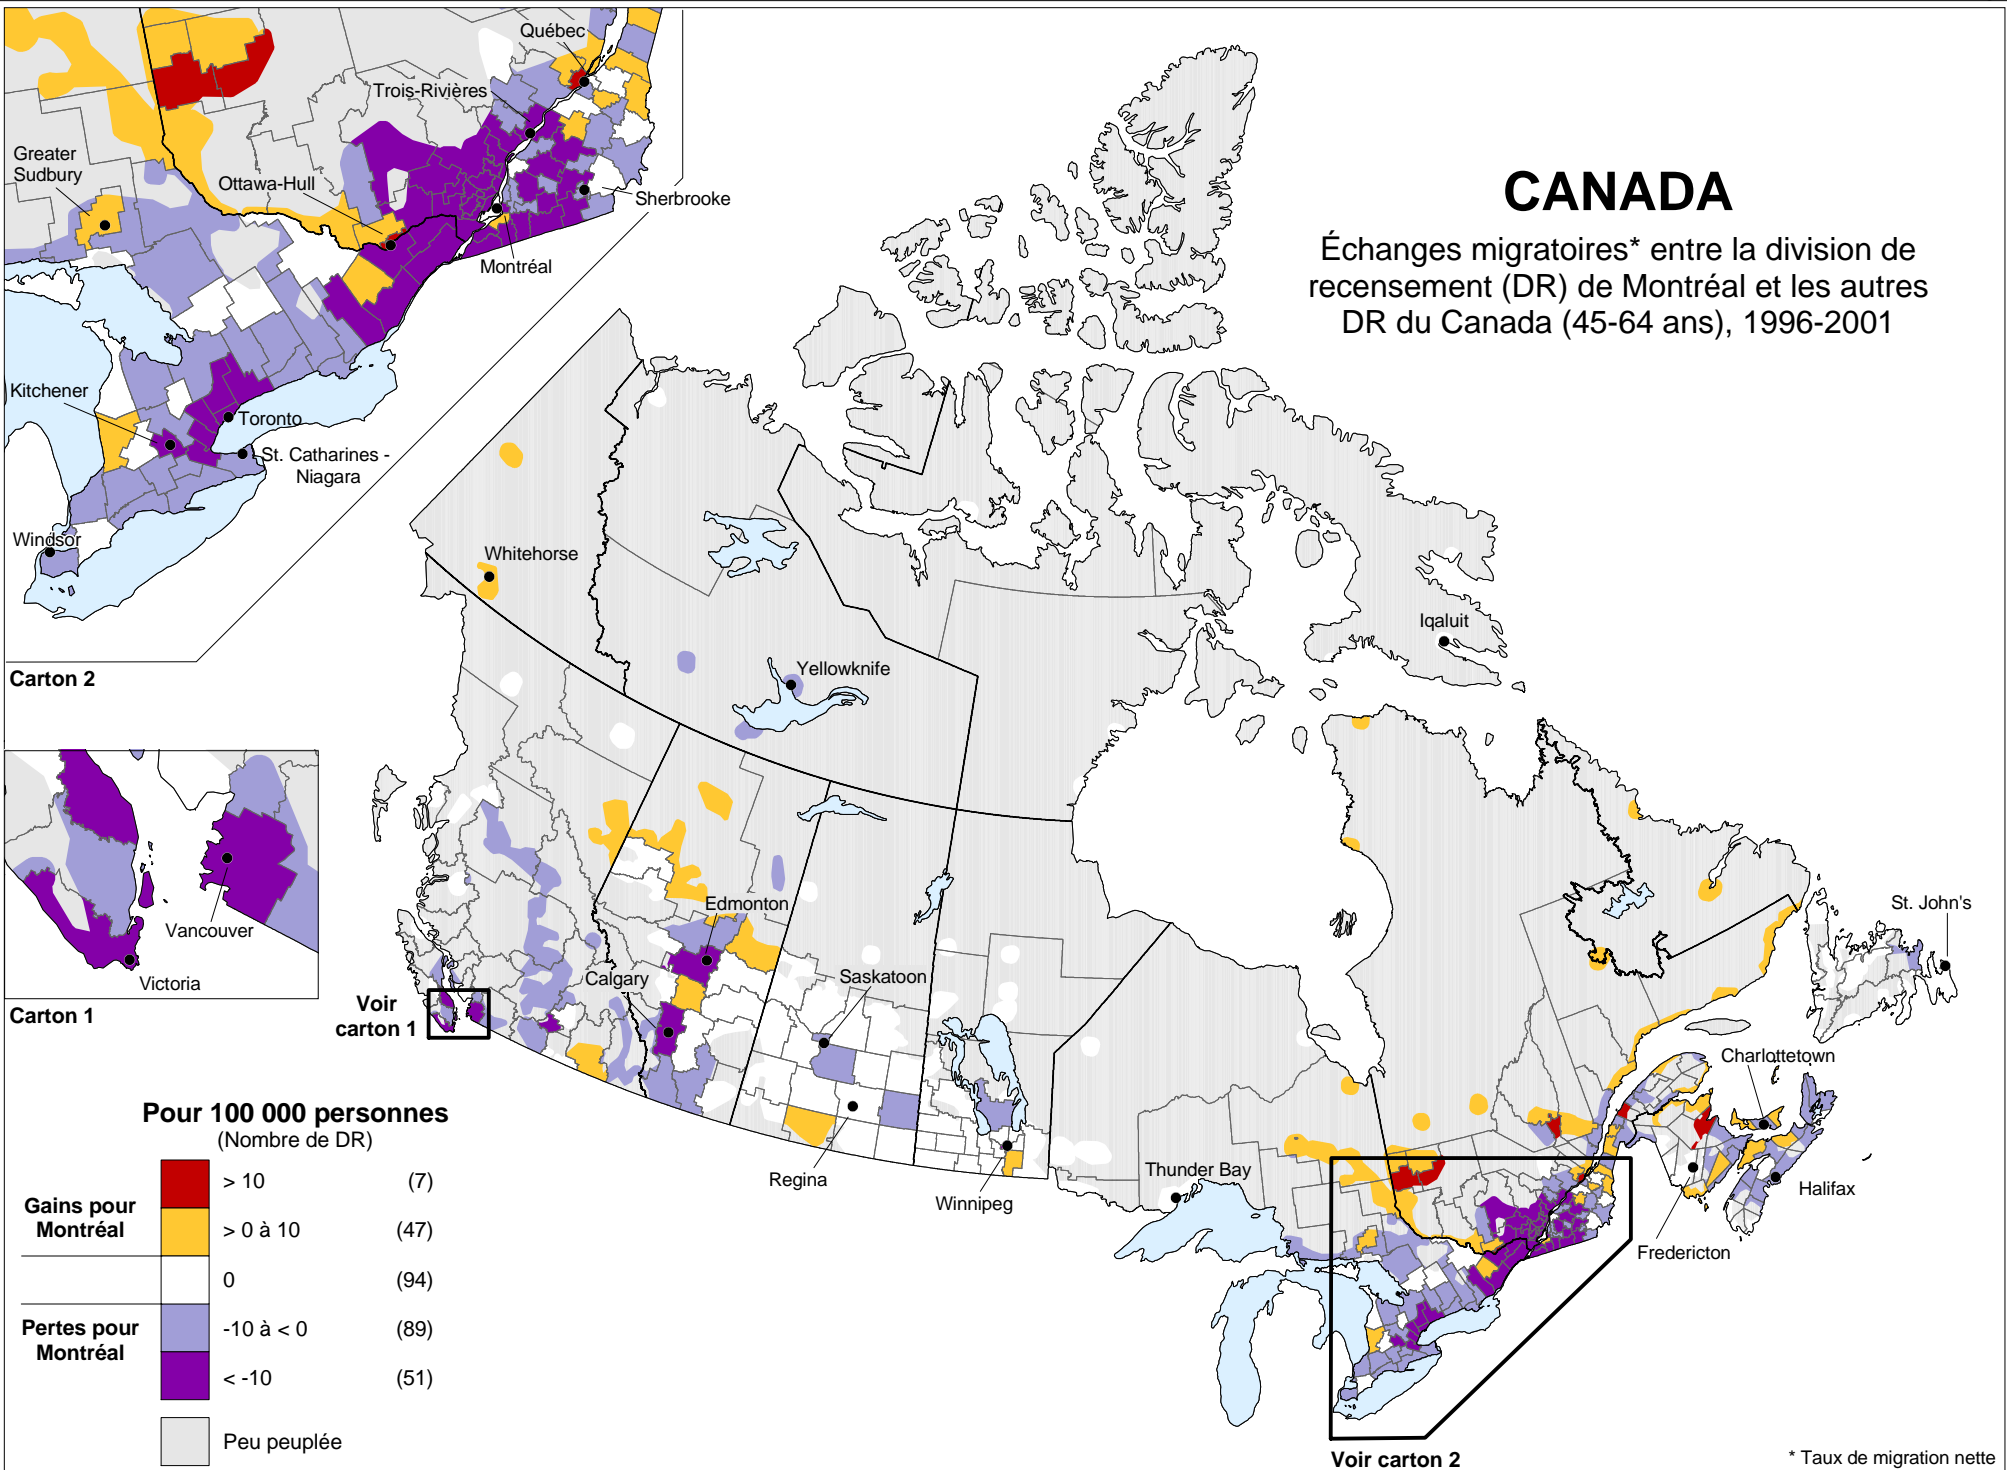 CANADA
Échanges migratoires* entre la division de
recensement (DR) de Montréal et les autres
DR du Canada (45-64 ans), 1996-2001
Québec
Trois-Rivières
Greater
Sudbury
Ottawa-Hull
Sherbrooke
Montréal
Kitchener
Toronto
St. Catharines -
Niagara
Windsor
Carton 2
Vancouver
Victoria
Carton 1
Whitehorse
Yellowknife
Iqaluit
Edmonton
Calgary
Saskatoon
Voir
carton 1
Regina
Winnipeg
Thunder Bay
St. John's
Charlottetown
Halifax
Fredericton
Voir carton 2
Pour 100 000 personnes
(Nombre de DR)
Gains pour
Montréal
> 10 (7)
> 0 à 10 (47)
0 (94)
Pertes pour
Montréal
-10 à < 0 (89)
< -10 (51)
Peu peuplée
* Taux de migration nette